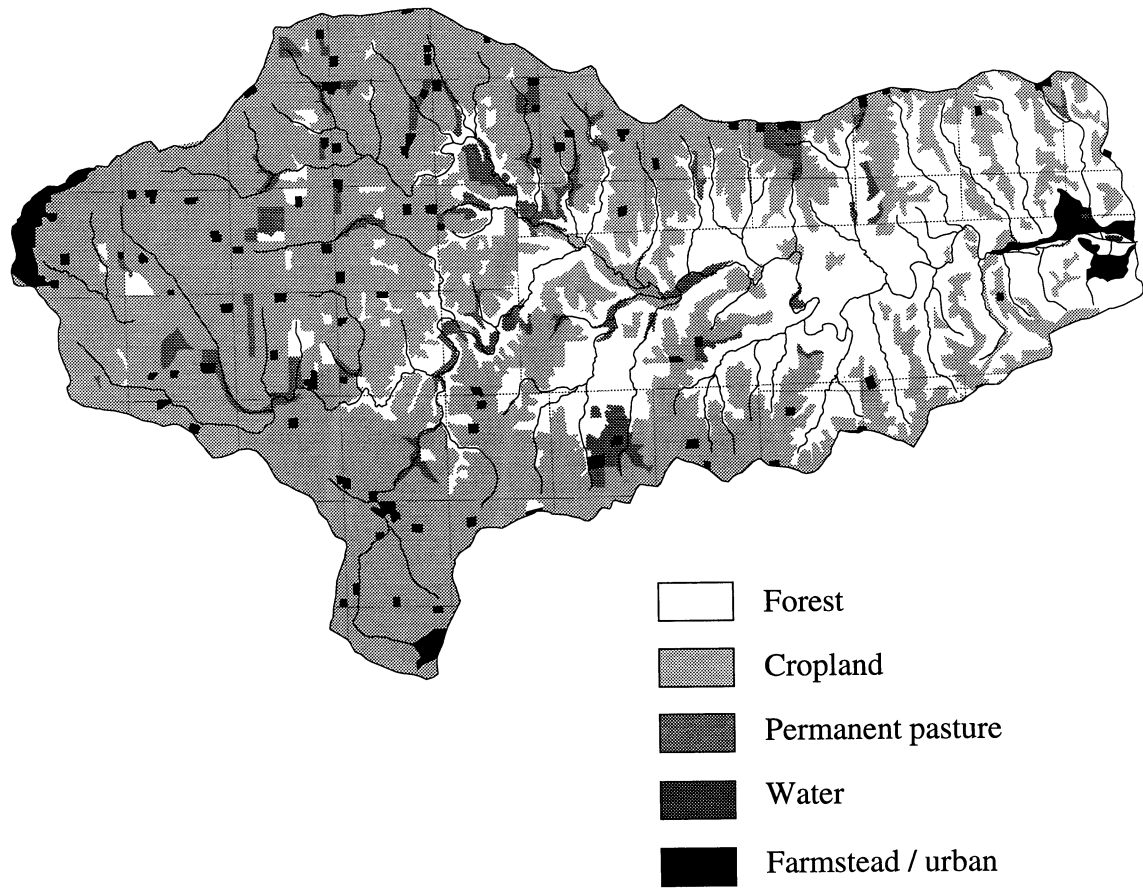 Forest
Cropland
Permanent pasture
Water
Farmstead / urban